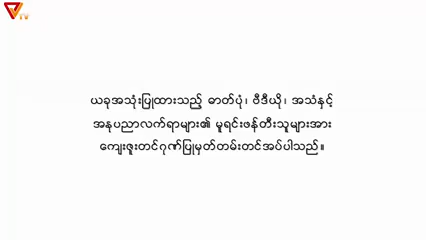 TV
ယခုအသုံးပြုထားသည့် ဓာတ်ပုံ၊ ဗီဒီယို၊ အသံနှင့်
အနုပညာလက်ရာများ၏ မူရင်းဖန်တီးသူများအား
ကျေးဇူးတင်ဂုဏ်ပြုမှတ်တမ်းတင်အပ်ပါသည်။